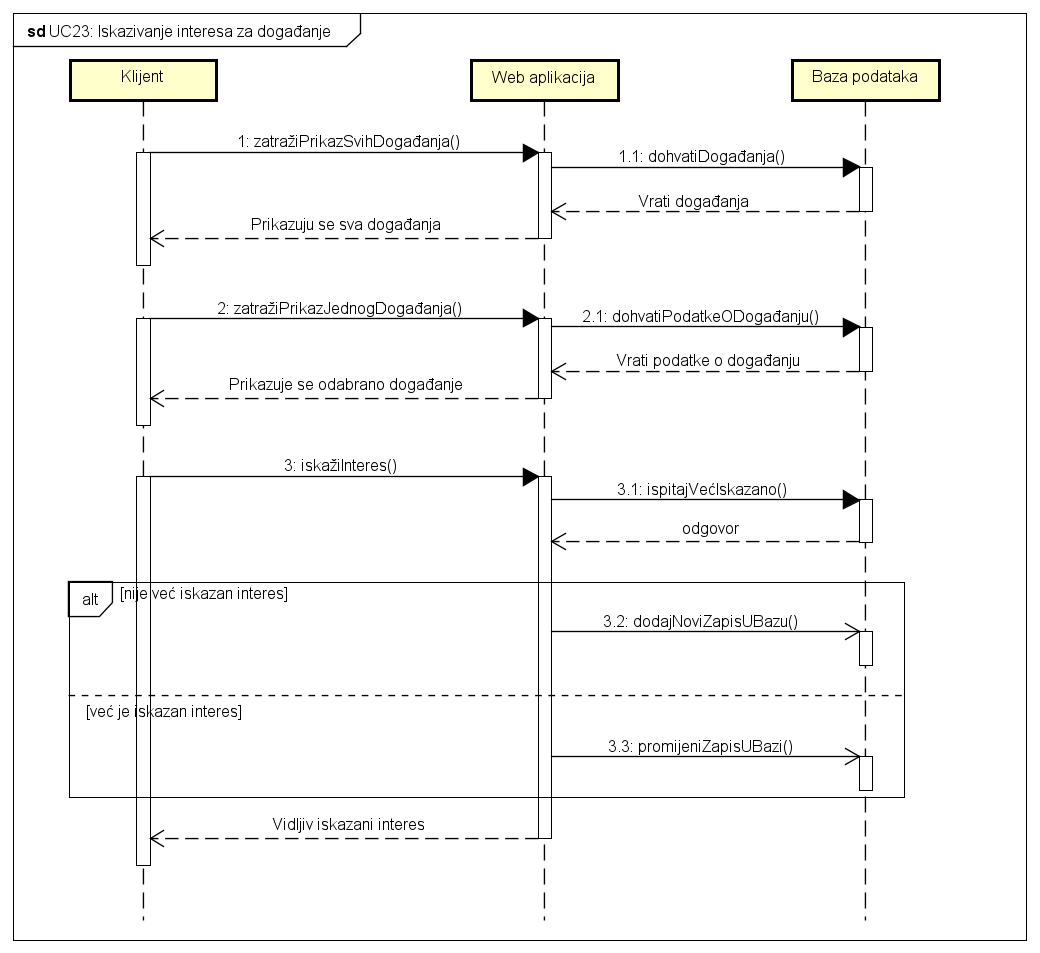 sd UC23: Iskazivanje interesa za događanje
Klijent
Web aplikacija
Baza podataka
1: zatražiPrikazSvihDogađanja()
1.1: dohvatiDogađanja()
Vrati događanja
Prikazuju se sva događanja
2: zatražiPrikazJednogDogađanja()
2.1: dohvatiPodatkeODogađanju()
Vrati podatke o događanju
Prikazuje se odabrano događanje
3: iskažiInteres()
3.1: ispitajVećIskazano()
odgovor
alt
[nije već iskazan interes]
3.2: dodajNoviZapisUBazu()
[već je iskazan interes]
3.3: promijeniZapisUBazi()
Vidljiv iskazani interes